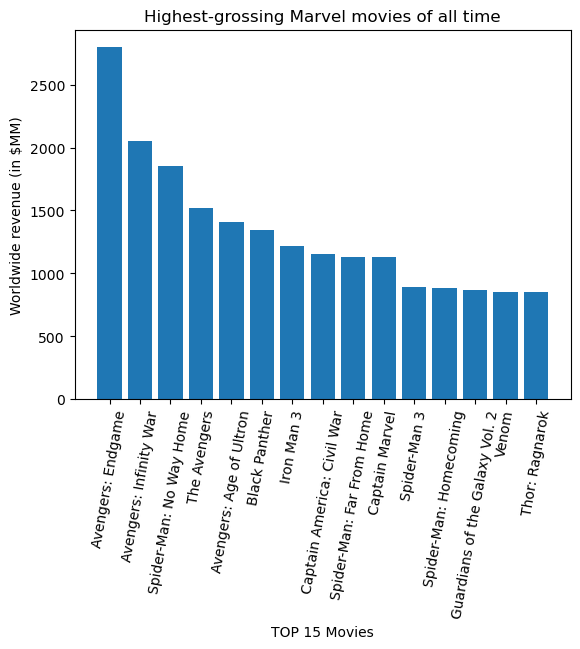 Highest-grossing Marvel movies of all time
Worldwide revenue (in $MM)
2500
2000
1500
1000
500
0
Avengers: Endgame
Avengers: Infinity War
Spider-Man: No Way Home
The Avengers
Avengers: Age of Ultron
Black Panther
Iron Man 3
Captain America: Civil War
Spider-Man: Far From Home
Captain Marvel
Spider-Man 3
Spider-Man: Homecoming
Guardians of the Galaxy Vol. 2
Venom
Thor: Ragnarok
TOP 15 Movies